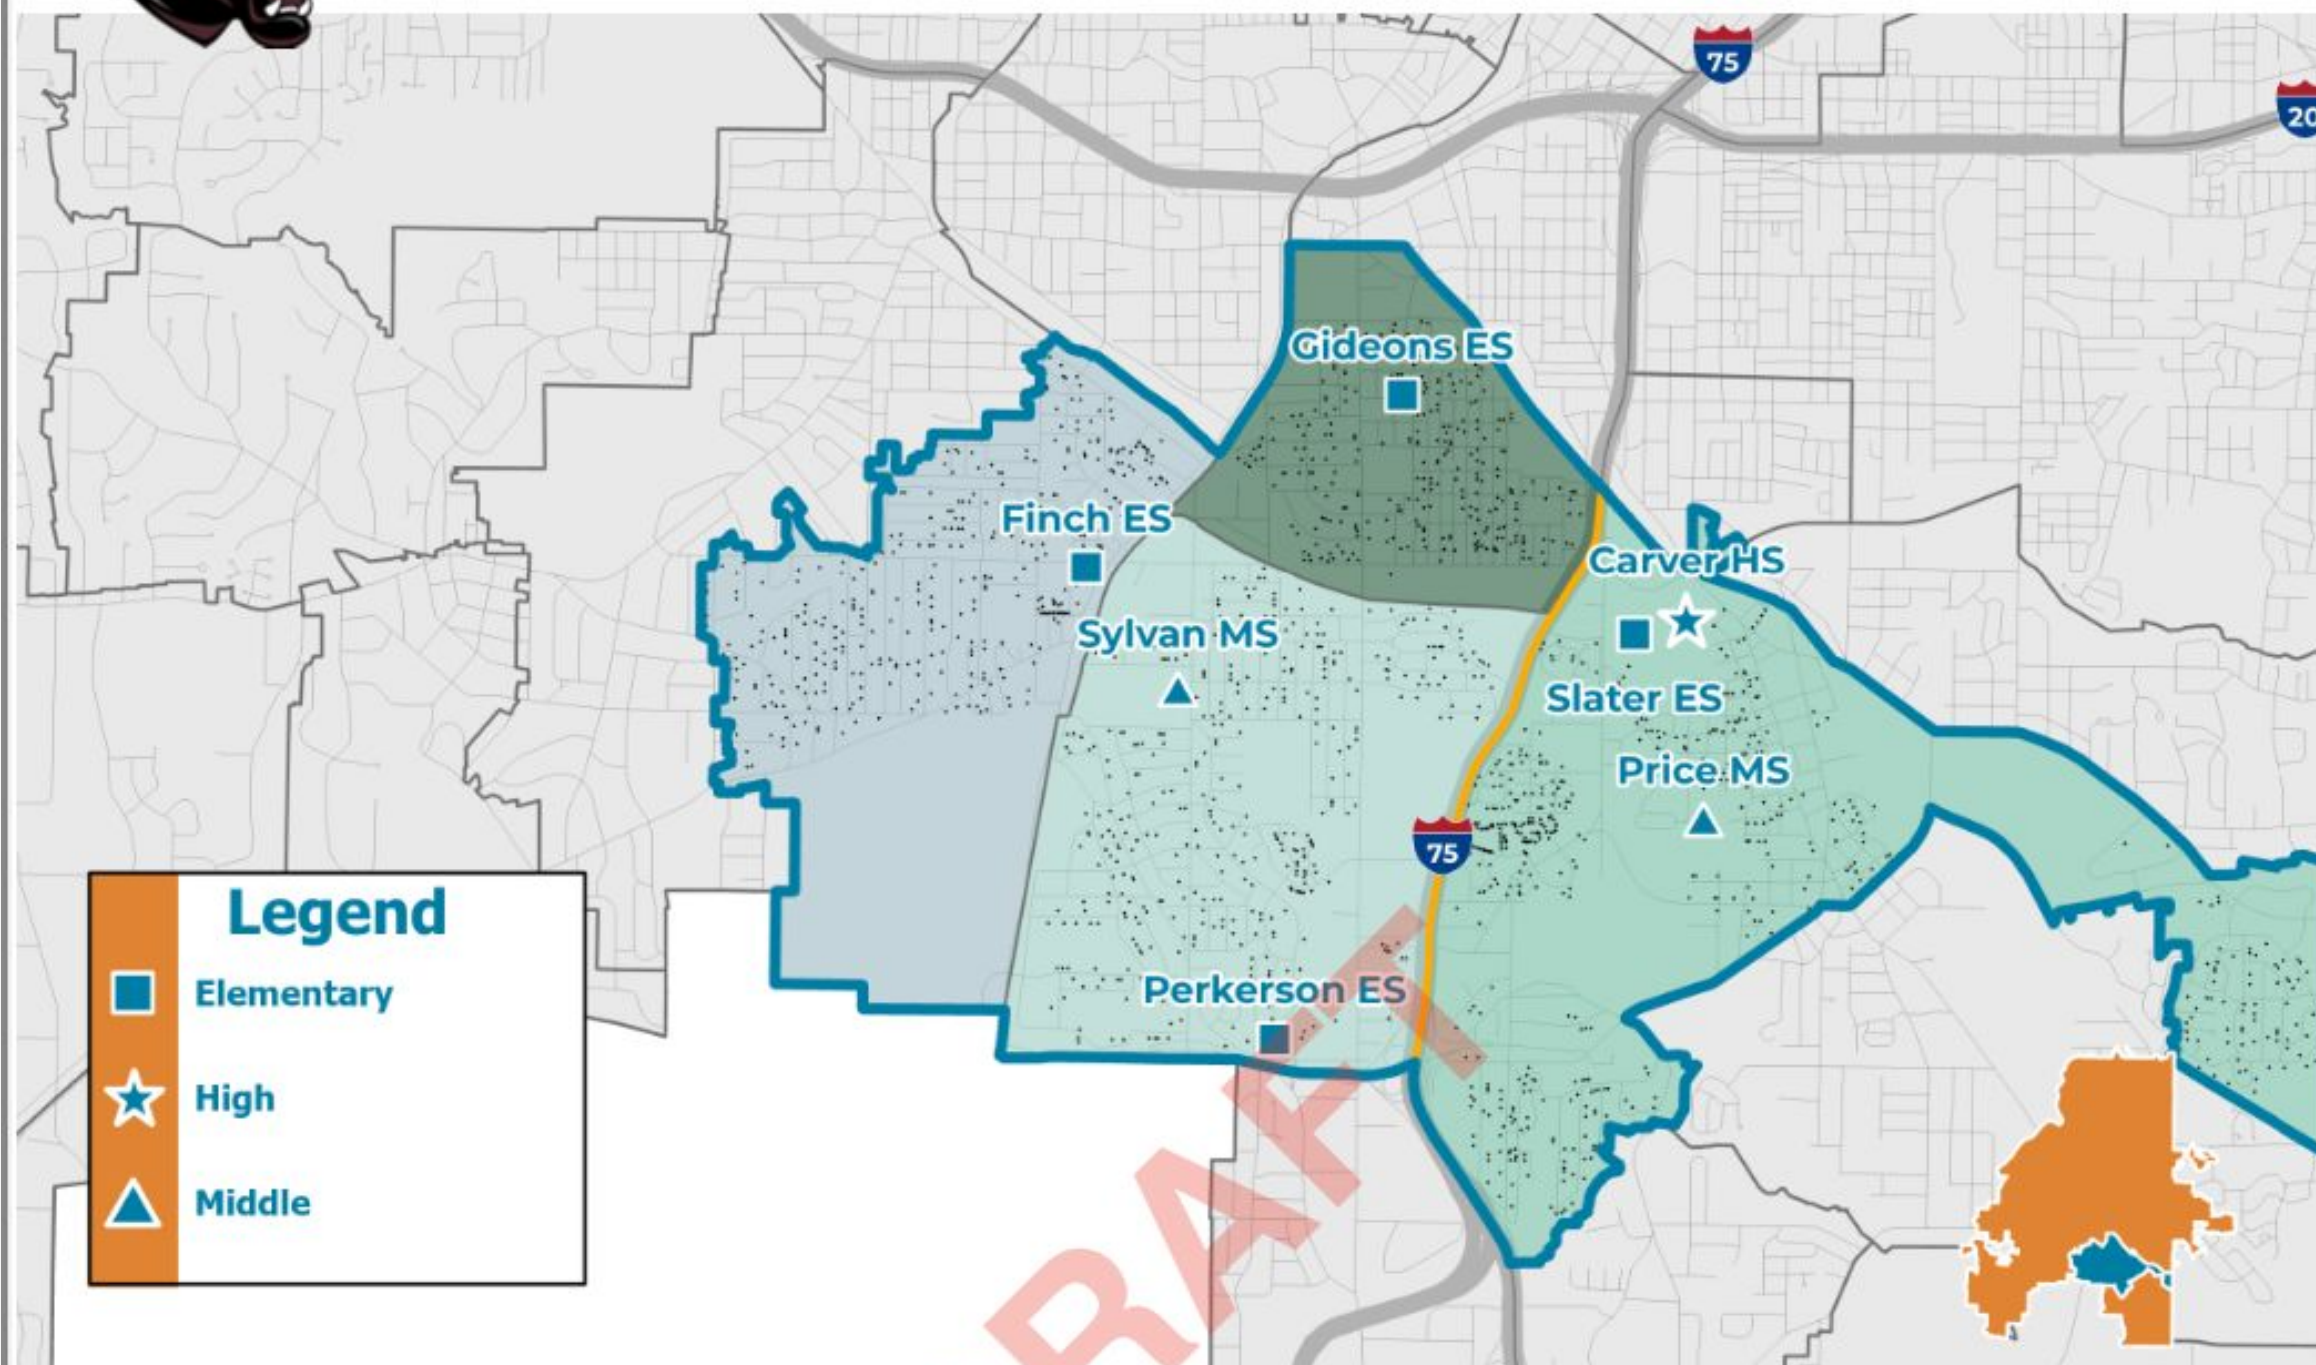 75
20
Gideons ES
Finch ES
Carver HS
Sylvan MS
Slater ES
Price MS
75
Legend
Perkerson ES
Elementary
High
Middle
RAFT